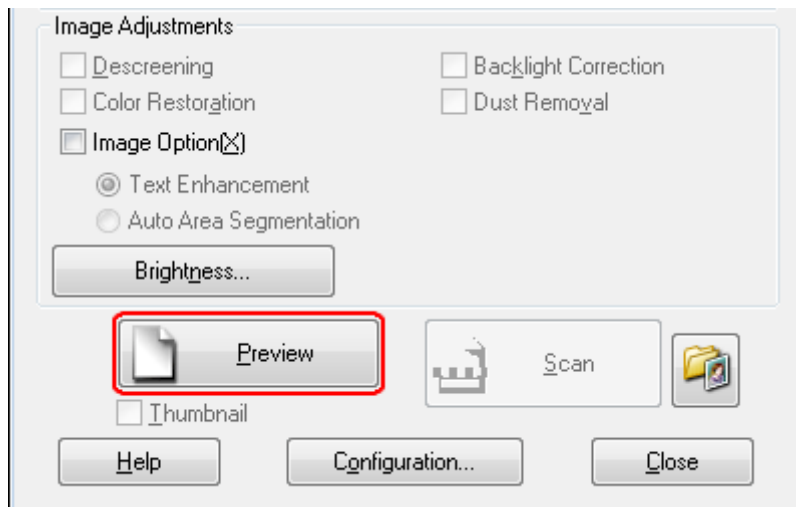 Image Adjustments
Descreening Backlight Correction
Color Restoration Dust Removal
Image Option(X)
Text Enhancement
Auto Area Segmentation
Brightness...
Preview Scan
Thumbnail
Help Configuration... Close